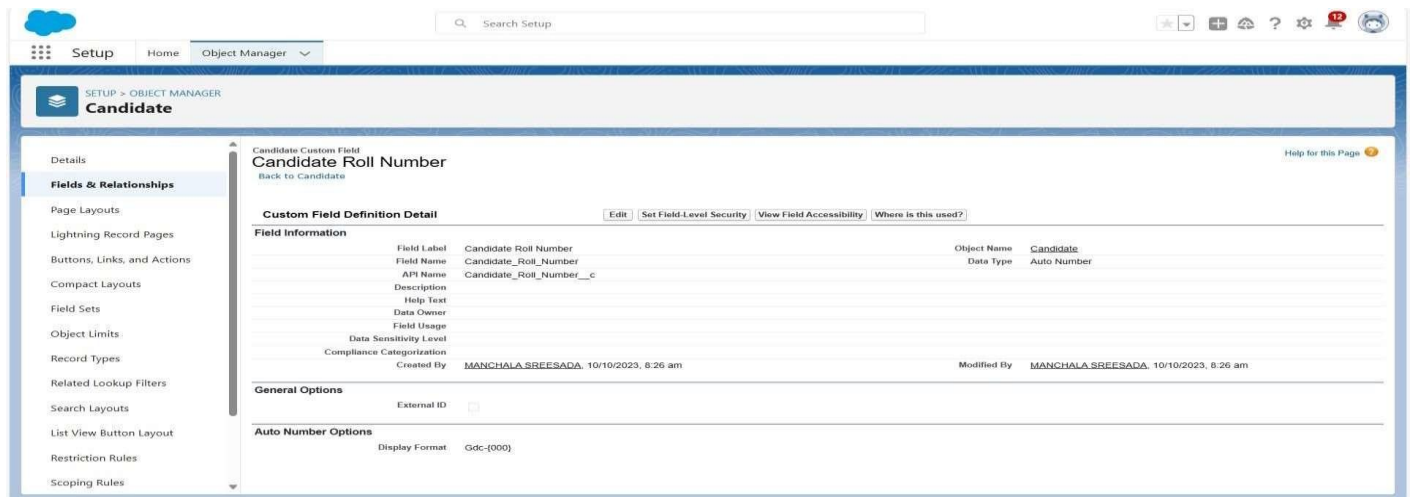 Search Setup
12
Setup Home Object Manager
SETUP > OBJECT MANAGER
Candidate
Details
Fields & Relationships
Page Layouts
Lightning Record Pages
Buttons, Links, and Actions
Compact Layouts
Field Sets
Object Limits
Record Types
Related Lookup Filters
Search Layouts
List View Button Layout
Restriction Rules
Scoping Rules
Candidate Custom Field
Candidate Roll Number
Back to Candidate
Help for this Page
Custom Field Definition Detail Edit Set Field-Level Security View Field Accessibility Where is this used?
Field Information
Field Label Candidate Roll Number Object Name Candidate
Field Name Candidate_Roll_Number Data Type Auto Number
API Name Candidate_Roll_Number__c
Description
Help Text
Data Owner
Field Usage
Data Sensitivity Level
Compliance Categorization
Created By MANCHALA SREESADA, 10/10/2023, 8:26 am Modified By MANCHALA SREESADA, 10/10/2023, 8:26 am
General Options
External ID
Auto Number Options
Display Format Gdc-{000}